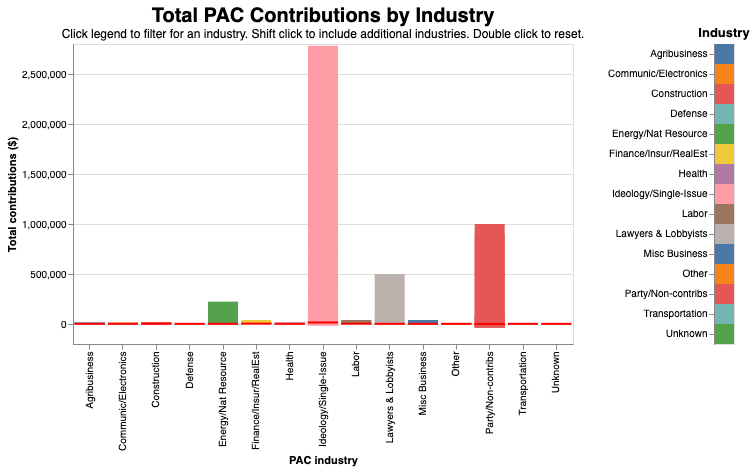 Total PAC Contributions by Industry
Click legend to filter for an industry. Shift click to include additional industries. Double click to reset.
Total contributions ($)
2,500,000
2,000,000
1,500,000
1,000,000
500,000
0
Agribusiness
Communic/Electronics
Construction
Defense
Energy/Nat Resource
Finance/Insur/RealEst
Health
Ideology/Single-Issue
Labor
Lawyers & Lobbyists
Misc Business
Other
Party/Non-contribs
Transportation
Unknown
PAC industry
Industry
Agribusiness
Communic/Electronics
Construction
Defense
Energy/Nat Resource
Finance/Insur/RealEst
Health
Ideology/Single-Issue
Labor
Lawyers & Lobbyists
Misc Business
Other
Party/Non-contribs
Transportation
Unknown